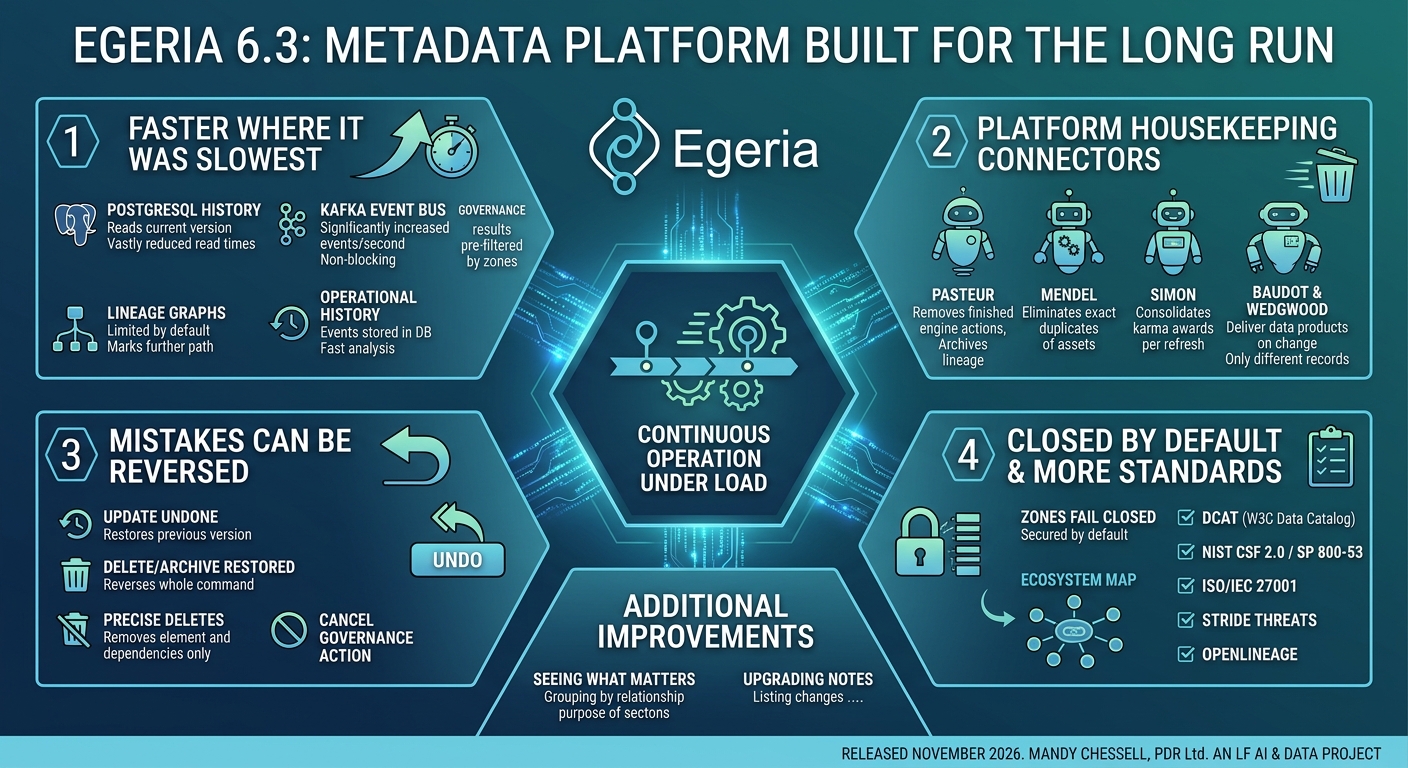 EGERIA 6.3: METADATA PLATFORM BUILT FOR THE LONG RUN
1
FASTER WHERE IT
WAS SLOWEST
POSTGRESQL HISTORY
Reads current version
Vastly reduced read times
KAFKA EVENT BUS
Significantly increased
events/second
Non-blocking
GOVERNANCE
results
pre-filtered
by zones
LINEAGE GRAPHS
Limited by default
Marks further path
OPERATIONAL
HISTORY
Events stored in DB
Fast analysis
Egeria
2
PLATFORM HOUSEKEEPING
CONNECTORS
PASTEUR
Removes finished
engine actions,
Archives
lineage
MENDEL
Eliminates exact
duplicates
of assets
SIMON
Consolidates
karma awards
per refresh
BAUDOT &
WEDGWOOD
Deliver data products
on change
Only different records
CONTINUOUS
OPERATION
UNDER LOAD
3
MISTAKES CAN BE
REVERSED
UPDATE UNDONE
Restores previous version
DELETE/ARCHIVE RESTORED
Reverses whole command
PRECISE DELETES
Removes element and
dependencies only
CANCEL
GOVERNANCE
ACTION
UNDO
4
CLOSED BY DEFAULT
& MORE STANDARDS
ZONES FAIL CLOSED
Secured by default
ECOSYSTEM MAP
DCAT (W3C Data Catalog)
NIST CSF 2.0 / SP 800-53
ISO/IEC 27001
STRIDE THREATS
OPENLINEAGE
ADDITIONAL
IMPROVEMENTS
SEEING WHAT MATTERS
Grouping by relationship
purpose of sectons
UPGRADING NOTES
Listing changes ....
RELEASED NOVEMBER 2026. MANDY CHESSELL, PDR Ltd. AN LF AI & DATA PROJECT